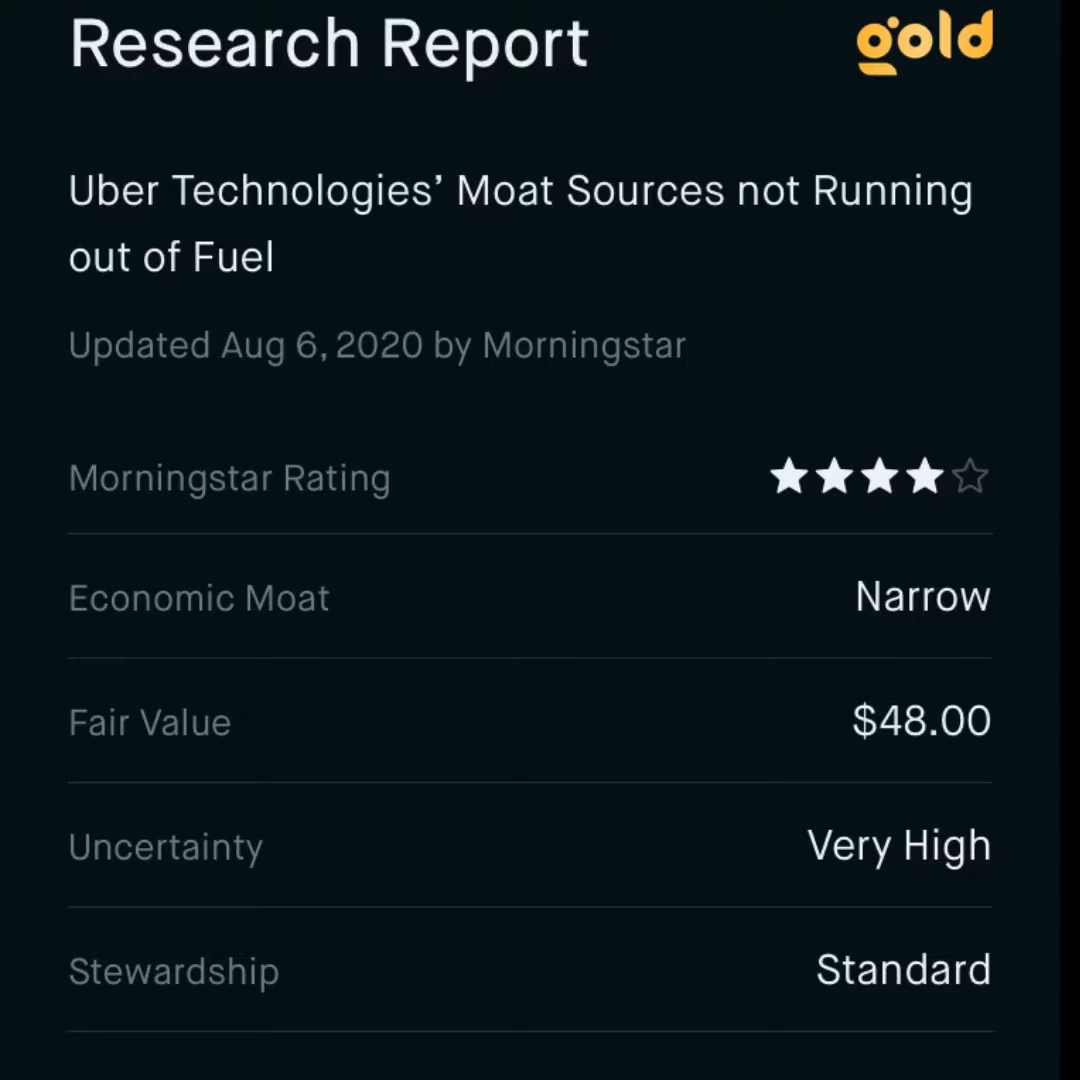 Research Report
gold
Uber Technologies’ Moat Sources not Running
out of Fuel
Updated Aug 6, 2020 by Morningstar
Morningstar Rating
Economic Moat Narrow
Fair Value $48.00
Uncertainty Very High
Stewardship Standard